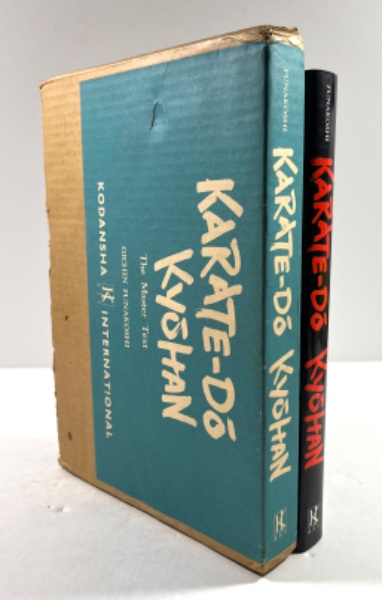 KARATE-DŌ
KYŌHAN
The Master Text
GICHIN FUNAKOSHI
KODANSHA INTERNATIONAL
FUNAKOSHI
KARATE-DŌ KYŌHAN
FUNAKOSHI
KARATE-DŌ KYŌHAN